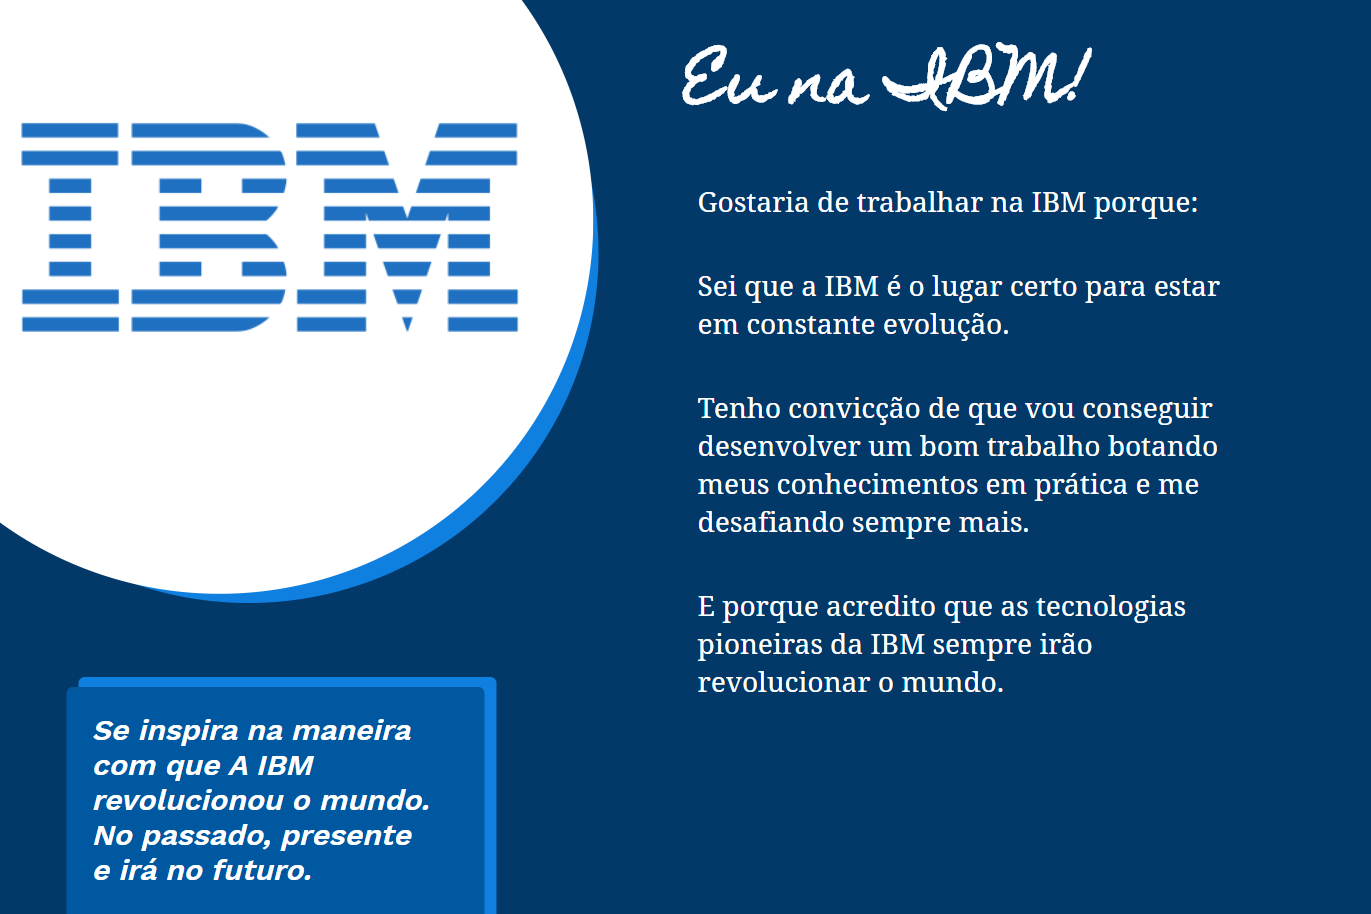 IBM
Eu na IBM!
Gostaria de trabalhar na IBM porque:
Sei que a IBM é o lugar certo para estar
em constante evolução.
Tenho convicção de que vou conseguir
desenvolver um bom trabalho botando
meus conhecimentos em prática e me
desafiando sempre mais.
E porque acredito que as tecnologias
pioneiras da IBM sempre irão
revolucionar o mundo.
Se inspira na maneira
com que A IBM
revolucionou o mundo.
No passado, presente
e irá no futuro.